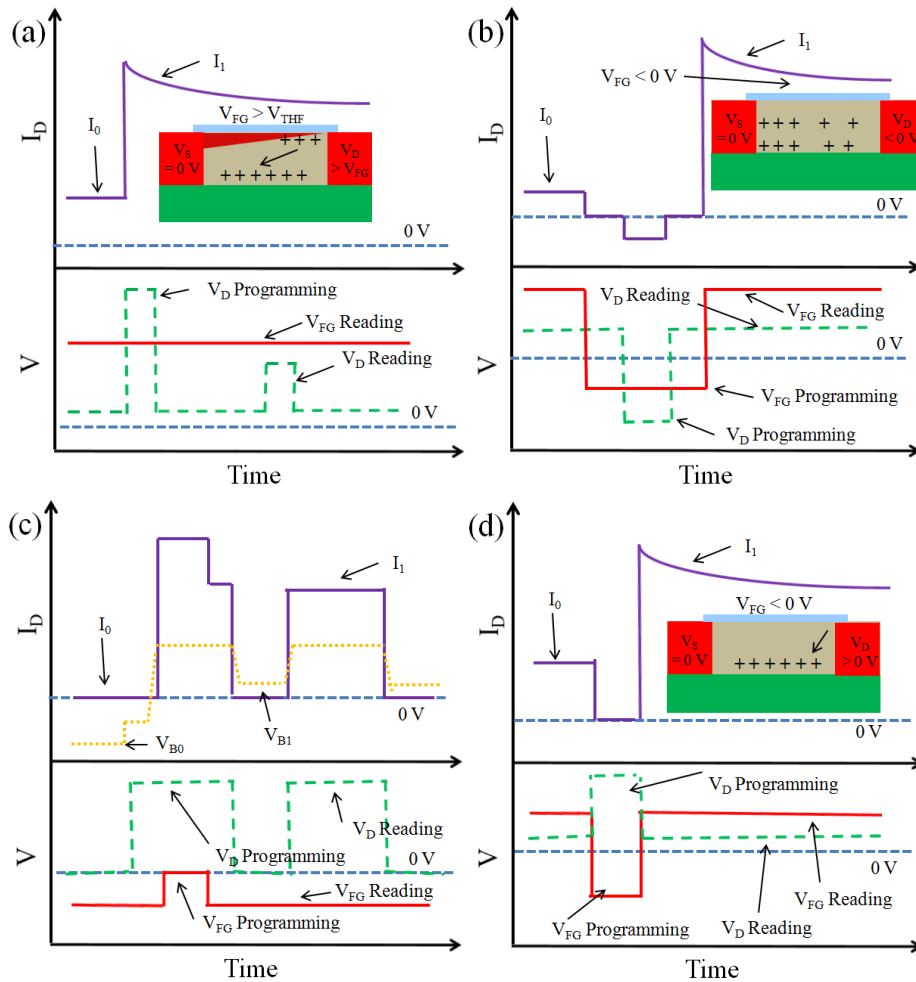 (a)
I_D
I_0
I_1
V_FG > V_THF
V_S
= 0 V
+ + +
+ + + + + +
V_D
> V_FG
0 V
V
V_D Programming
V_FG Reading
V_D Reading
0 V
Time
(b)
I_D
I_0
I_1
V_FG < 0 V
V_S
= 0 V
+ + + + +
+ + + + +
V_D
< 0 V
0 V
V
V_D Reading
V_FG Reading
0 V
V_FG Programming
V_D Programming
Time
(c)
I_D
I_0
I_1
0 V
V_B0
V_B1
V
V_D Reading
V_D Programming
0 V
V_FG Reading
V_FG Programming
Time
(d)
I_D
I_0
I_1
V_FG < 0 V
V_S
= 0 V
+ + + + + +
V_D
> 0 V
0 V
V
V_D Programming
0 V
V_FG Reading
V_FG Programming
V_D Reading
Time